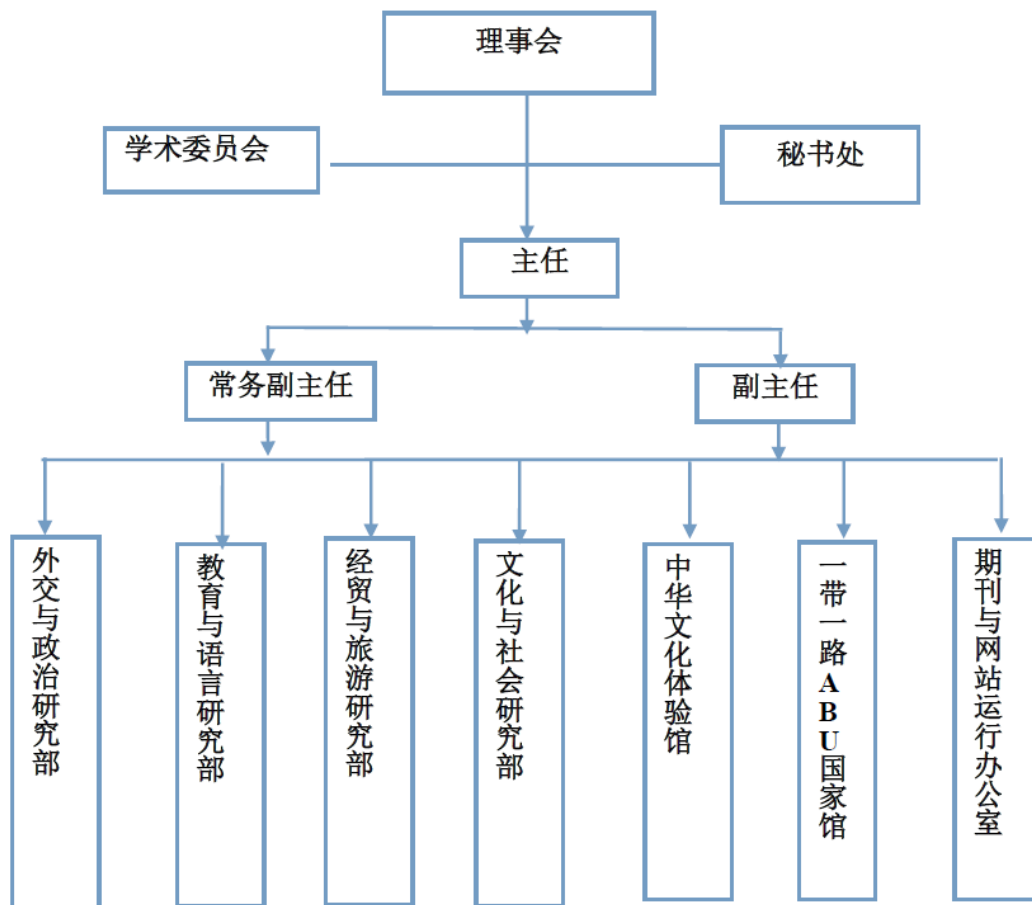 理事会
学术委员会
秘书处
主任
常务副主任
副主任
外交与政治研究部
教育与语言研究部
经贸与旅游研究部
文化与社会研究部
中华文化体验馆
一带一路ABU国家馆
期刊与网站运行办公室